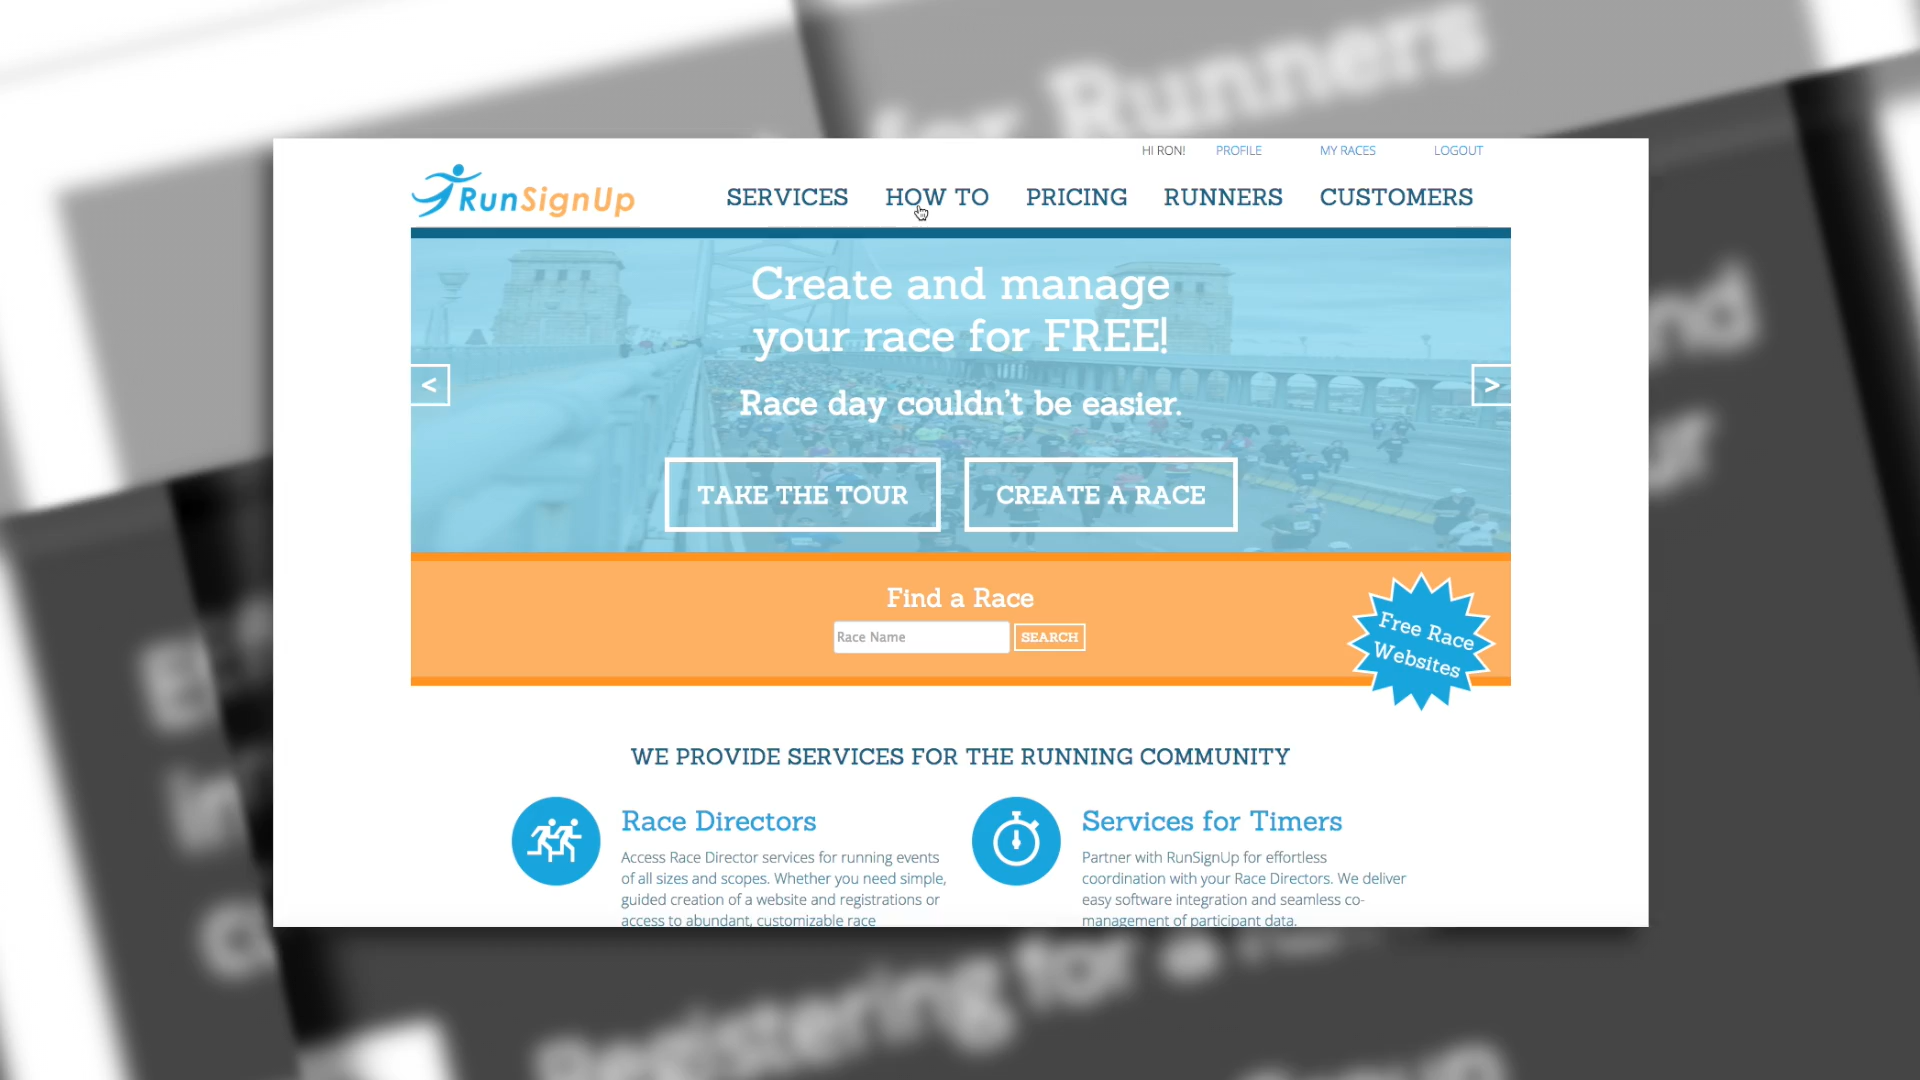 for Runners
HI RON!
PROFILE
MY RACES
LOGOUT
RunSignUp
SERVICES
HOW TO
PRICING
RUNNERS
CUSTOMERS
Create and manage
your race for FREE!
Race day couldn't be easier.
<
>
TAKE THE TOUR
CREATE A RACE
Find a Race
Race Name
SEARCH
Free Race
Websites
WE PROVIDE SERVICES FOR THE RUNNING COMMUNITY
Race Directors
Access Race Director services for running events
of all sizes and scopes. Whether you need simple,
guided creation of a website and registrations or
access to abundant, customizable race
Services for Timers
Partner with RunSignUp for effortless
coordination with your Race Directors. We deliver
easy software integration and seamless co-
management of participant data.
Registering for a